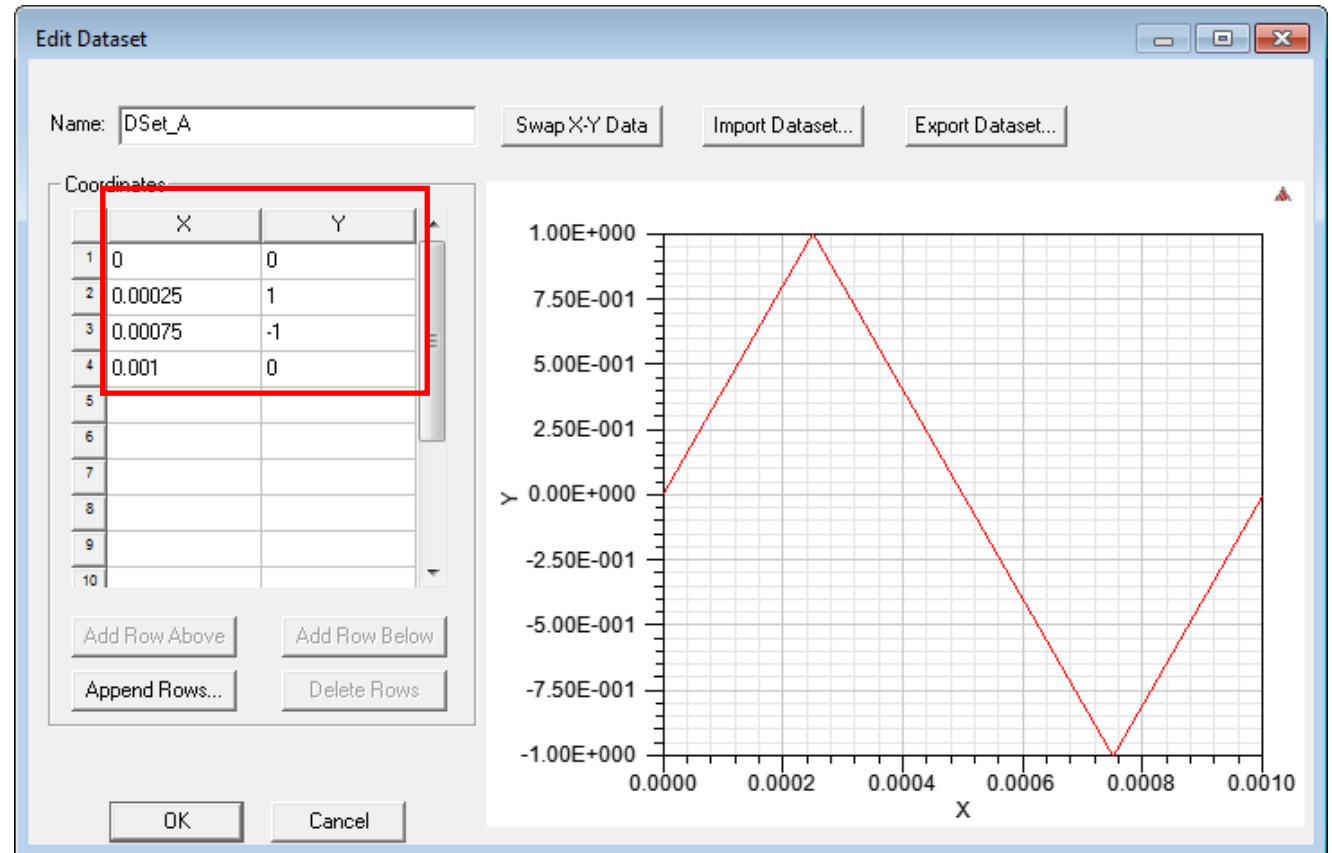 Edit Dataset
Name: DSet_A Swap X-Y Data Import Dataset... Export Dataset...
Coordinates
X Y
1 0 0
2 0.00025 1
3 0.00075 -1
4 0.001 0
5
6
7
8
9
10
Add Row Above Add Row Below
Append Rows... Delete Rows
OK Cancel
1.00E+000
7.50E-001
5.00E-001
2.50E-001
0.00E+000
-2.50E-001
-5.00E-001
-7.50E-001
-1.00E+000
Y
0.0000 0.0002 0.0004 0.0006 0.0008 0.0010
X